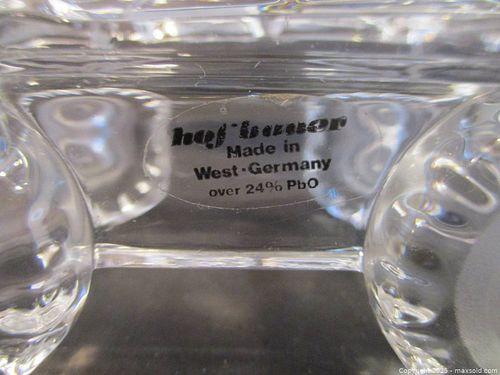 hofbauer
Made in
West·Germany
over 24% PbO
Copyright 2025 - maxsold.com